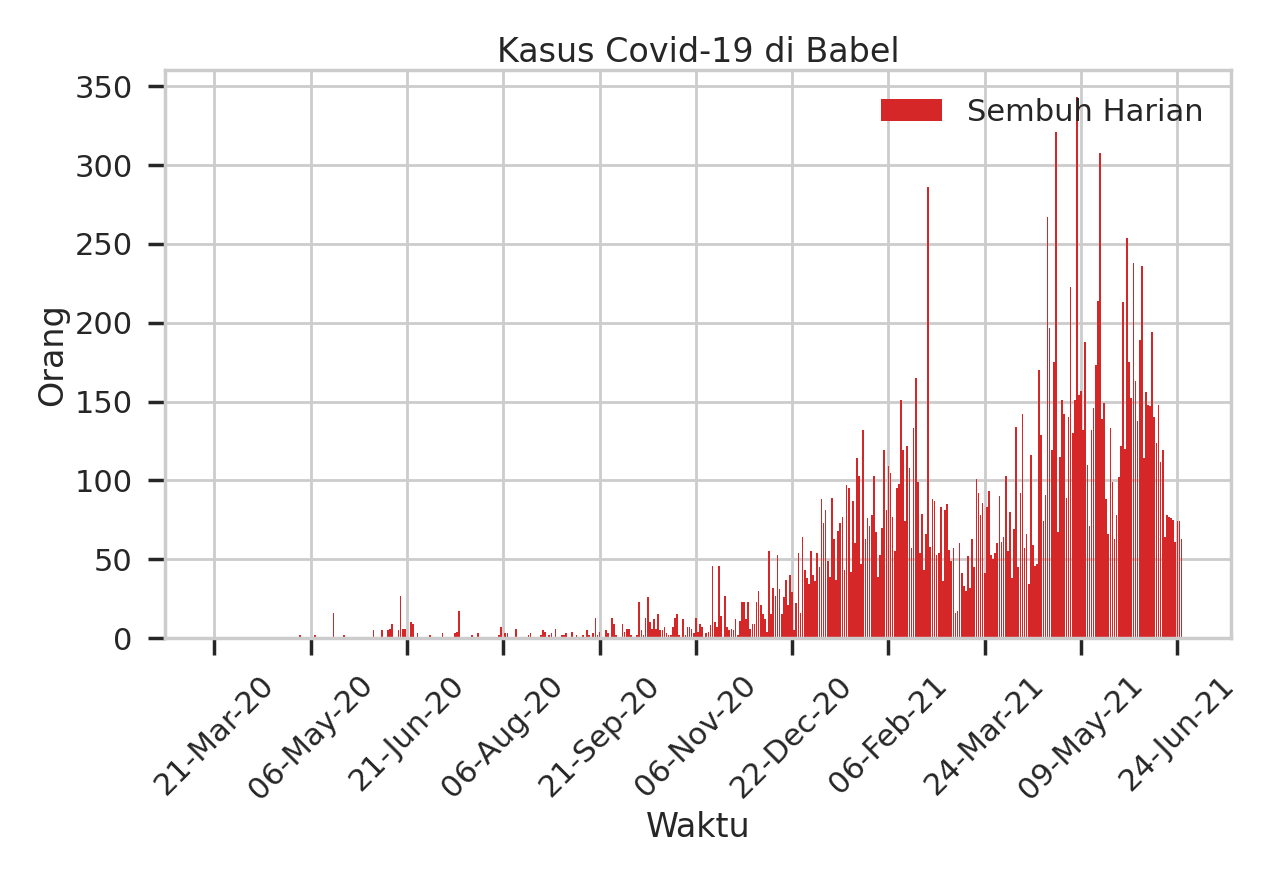 Kasus Covid-19 di Babel
Sembuh Harian
Orang
350
300
250
200
150
100
50
0
21-Mar-20
06-May-20
21-Jun-20
06-Aug-20
21-Sep-20
06-Nov-20
22-Dec-20
06-Feb-21
24-Mar-21
09-May-21
24-Jun-21
Waktu